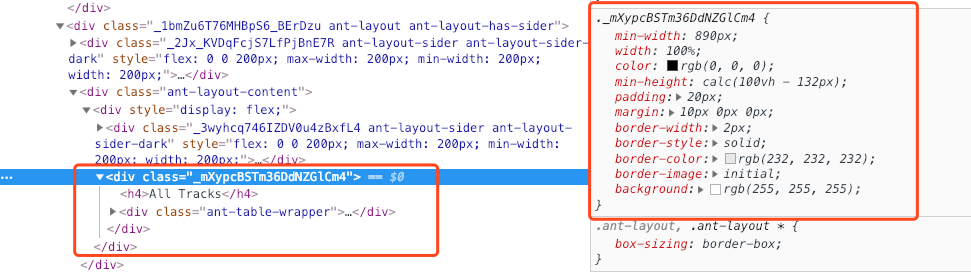 </div>
▼<div class="_1bmZu6T76MHBpS6_BErDzu ant-layout ant-layout-has-sider">
▶<div class="_2Jx_KVDqFcjS7LfPjBnE7R ant-layout-sider ant-layout-sider-
dark" style="flex: 0 0 200px; max-width: 200px; min-width: 200px;
width: 200px;">…</div>
▼<div class="ant-layout-content">
▼<div style="display: flex;">
▶<div class="_3wyhcq746IZDV0u4zBxfL4 ant-layout-sider ant-layout-
sider-dark" style="flex: 0 0 200px; max-width: 200px; min-width:
200px; width: 200px;">…</div>
… ▼<div class="_mXypcBSTm36DdNZGlCm4"> == $0
<h4>All Tracks</h4>
▶<div class="ant-table-wrapper">…</div>
</div>
</div>
</div>
._mXypcBSTm36DdNZGlCm4 {
min-width: 890px;
width: 100%;
color: rgb(0, 0, 0);
min-height: calc(100vh - 132px);
padding:▶ 20px;
margin:▶ 10px 0px 0px;
border-width:▶ 2px;
border-style:▶ solid;
border-color:▶ rgb(232, 232, 232);
border-image:▶ initial;
background:▶ rgb(255, 255, 255);
}
.ant-layout, .ant-layout * {
box-sizing: border-box;
}